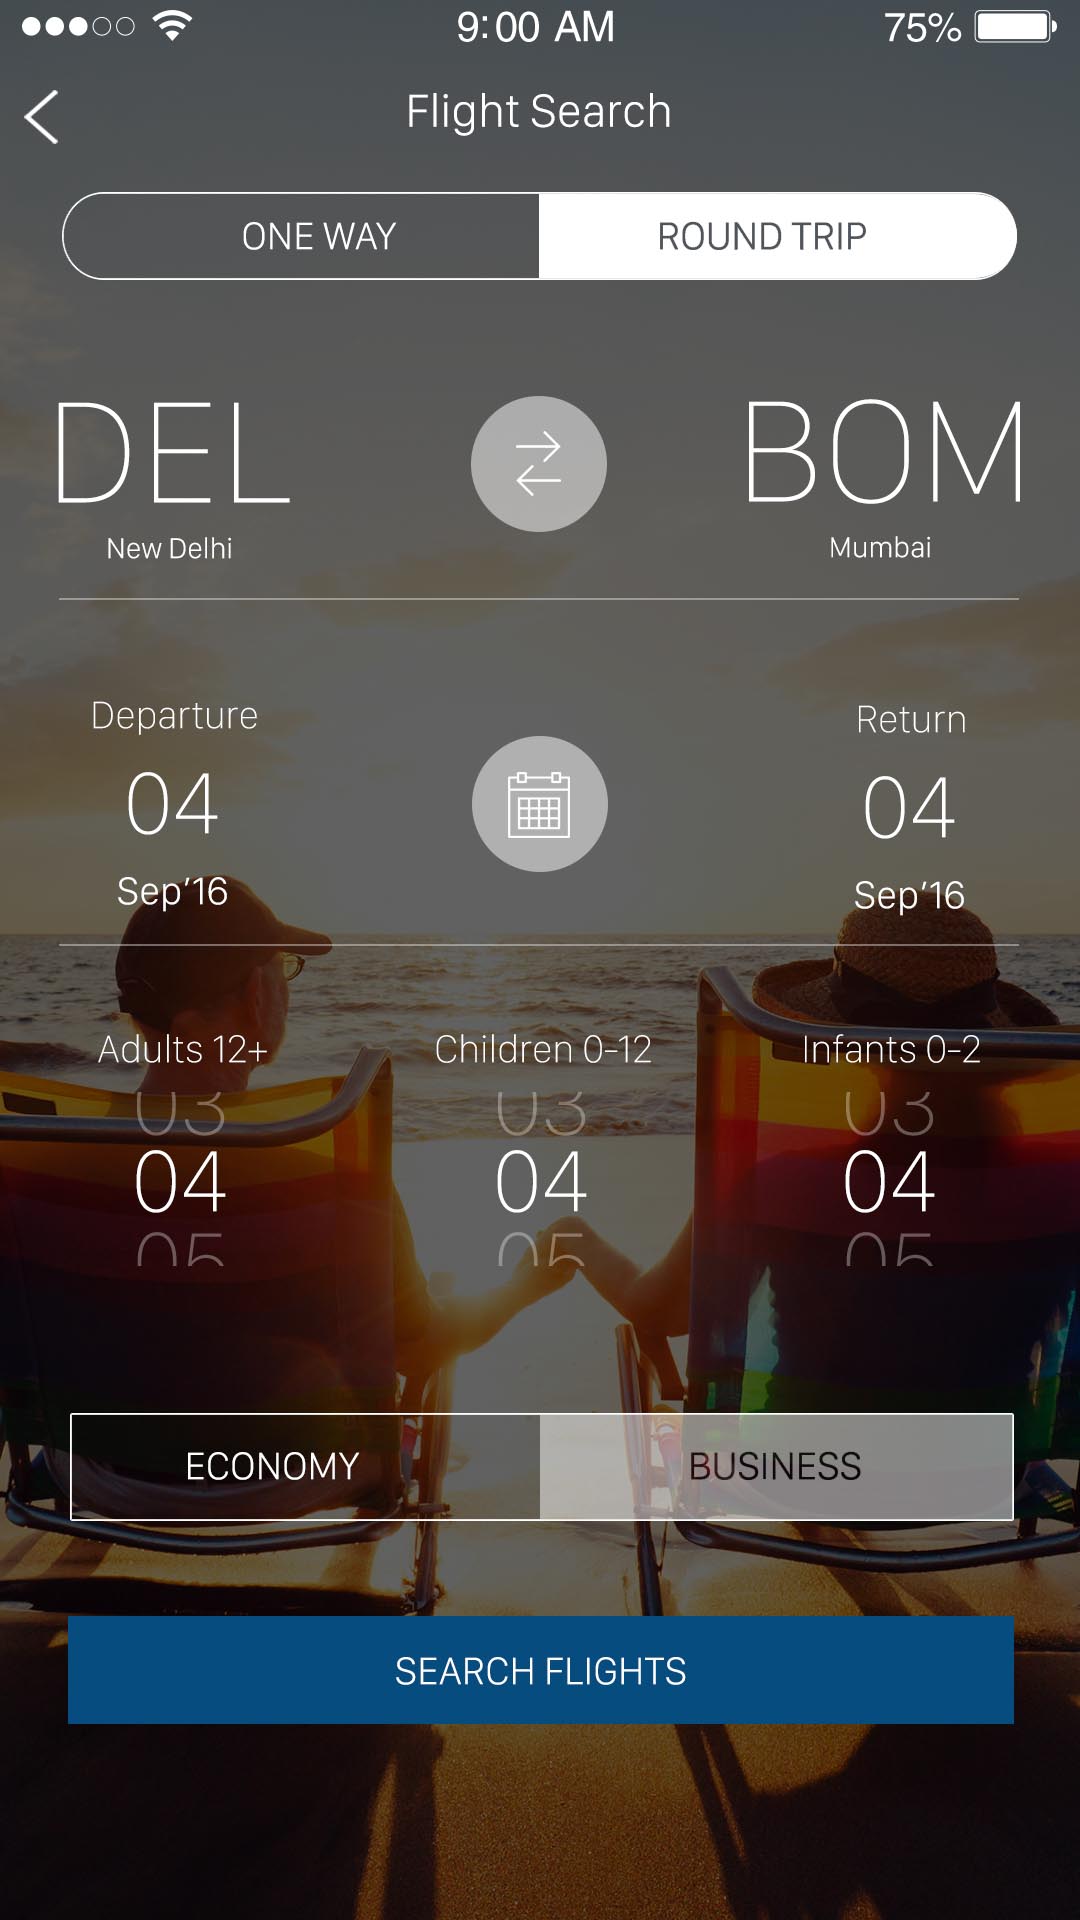 9:00 AM 75%
Flight Search
ONE WAY ROUND TRIP
DEL BOM
New Delhi Mumbai
Departure Return
04 04
Sep’16 Sep’16
Adults 12+ Children 0-12 Infants 0-2
03 03 03
04 04 04
05 05 05
ECONOMY BUSINESS
SEARCH FLIGHTS